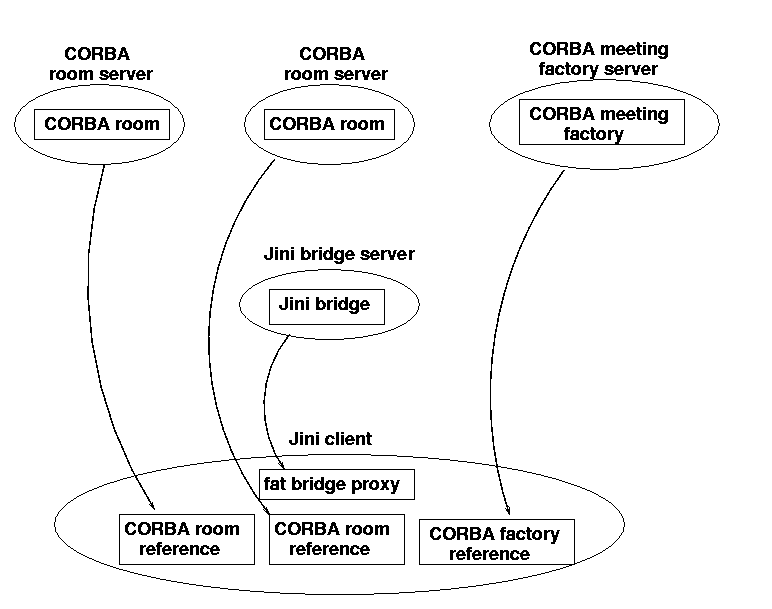 CORBA
room server
CORBA
room server
CORBA meeting
factory server
CORBA room
CORBA room
CORBA meeting
factory
Jini bridge server
Jini bridge
Jini client
fat bridge proxy
CORBA room
reference
CORBA room
reference
CORBA factory
reference